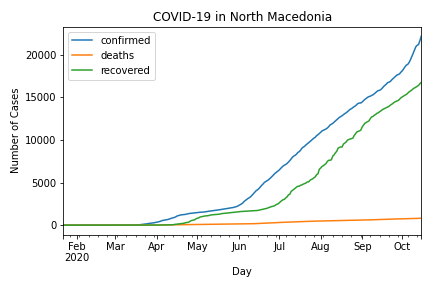 COVID-19 in North Macedonia
confirmed
deaths
recovered
Number of Cases
20000
15000
10000
5000
0
Feb Mar Apr May Jun Jul Aug Sep Oct
2020
Day